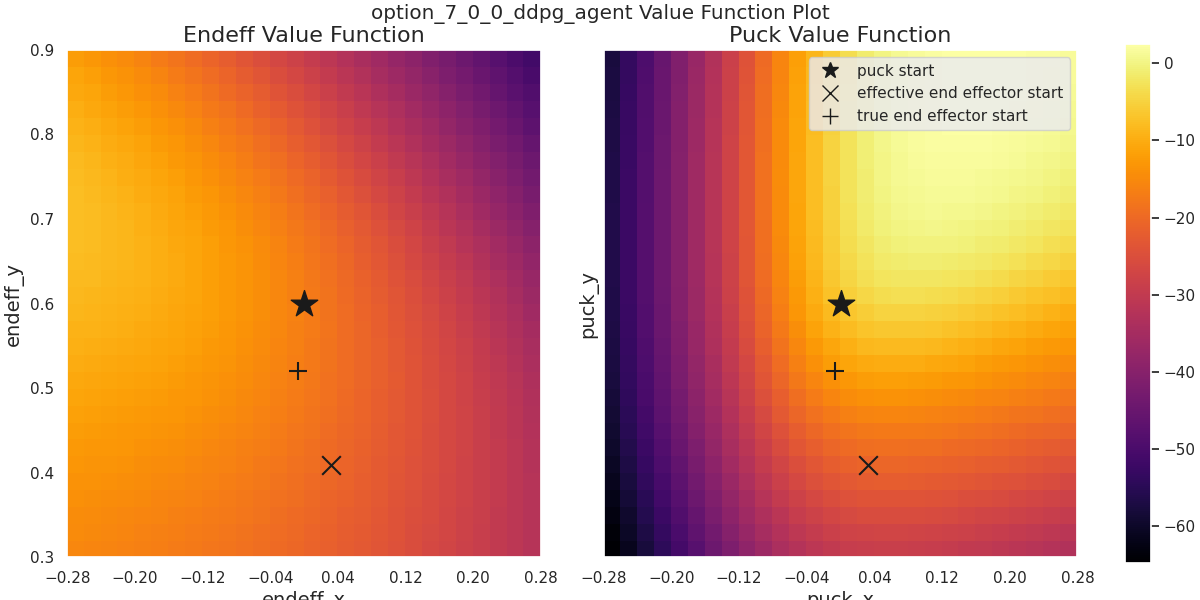 option_7_0_0_ddpg_agent Value Function Plot
Endeff Value Function
Puck Value Function
0.9
0.8
0.7
0.6
0.5
0.4
0.3
endeff_y
−0.28 −0.20 −0.12 −0.04 0.04 0.12 0.20 0.28
endeff_x
puck start
effective end effector start
true end effector start
puck_y
−0.28 −0.20 −0.12 −0.04 0.04 0.12 0.20 0.28
puck_x
0
−10
−20
−30
−40
−50
−60